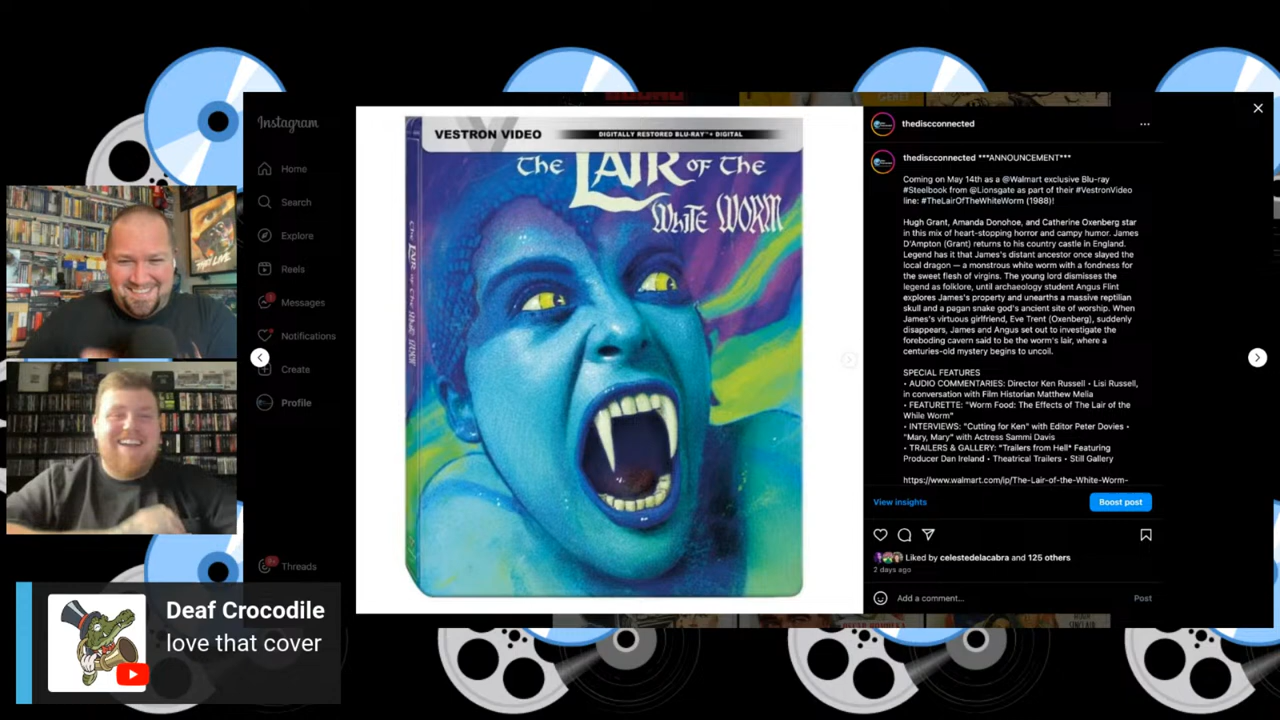 Instagram
Home
Search
Explore
Reels
Messages
Notifications
Create
Profile
Threads
THEY LIVE
VESTRON VIDEO
DIGITALLY RESTORED BLU-RAY™ + DIGITAL
The LAIR OF The
White WORM
The LAIR OF THE White WORM
thediscconnected
thediscconnected ***ANNOUNCEMENT***
Coming on May 14th as a @Walmart exclusive Blu-ray
#Steelbook from @Lionsgate as part of their #VestronVideo
line: #TheLairOfTheWhiteWorm (1988)!
Hugh Grant, Amanda Donohoe, and Catherine Oxenberg star
in this mix of heart-stopping horror and campy humor. James
D'Ampton (Grant) returns to his country castle in England.
Legend has it that James's distant ancestor once slayed the
local dragon — a monstrous white worm with a fondness for
the sweet flesh of virgins. The young lord dismisses the
legend as folklore, until archaeology student Angus Flint
explores James's property and unearths a massive reptilian
skull and a pagan snake god's ancient site of worship. When
James's virtuous girlfriend, Eve Trent (Oxenberg), suddenly
disappears, James and Angus set out to investigate the
foreboding cavern said to be the worm's lair, where a
centuries-old mystery begins to uncoil.
SPECIAL FEATURES
• AUDIO COMMENTARIES: Director Ken Russell • Lisi Russell,
in conversation with Film Historian Matthew Melia
• FEATURETTE: "Worm Food: The Effects of The Lair of the
While Worm"
• INTERVIEWS: "Cutting for Ken" with Editor Peter Dovies •
"Mary, Mary" with Actress Sammi Davis
• TRAILERS & GALLERY: "Trailers from Hell" Featuring
Producer Dan Ireland • Theatrical Trailers • Still Gallery
https://www.walmart.com/ip/The-Lair-of-the-White-Worm-
View insights
Boost post
Liked by celestedelacabra and 125 others
2 days ago
Add a comment...
Post
Deaf Crocodile
love that cover